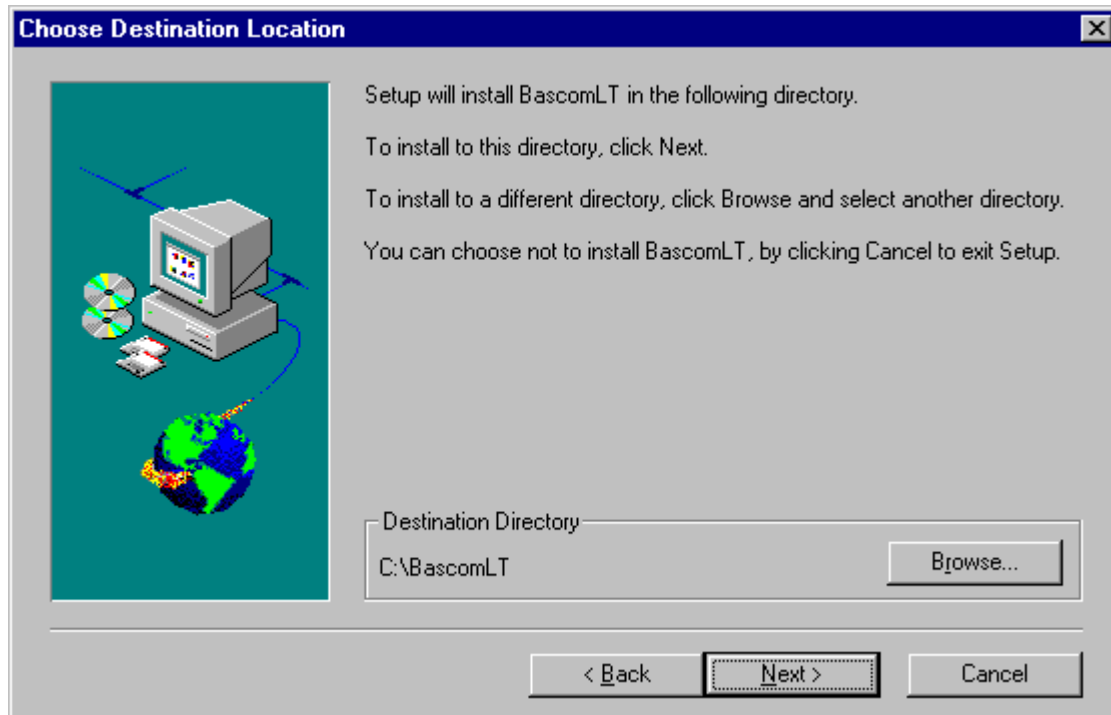 Choose Destination Location
Setup will install BascomLT in the following directory.
To install to this directory, click Next.
To install to a different directory, click Browse and select another directory.
You can choose not to install BascomLT, by clicking Cancel to exit Setup.
Destination Directory
C:\BascomLT
Browse...
< Back
Next >
Cancel